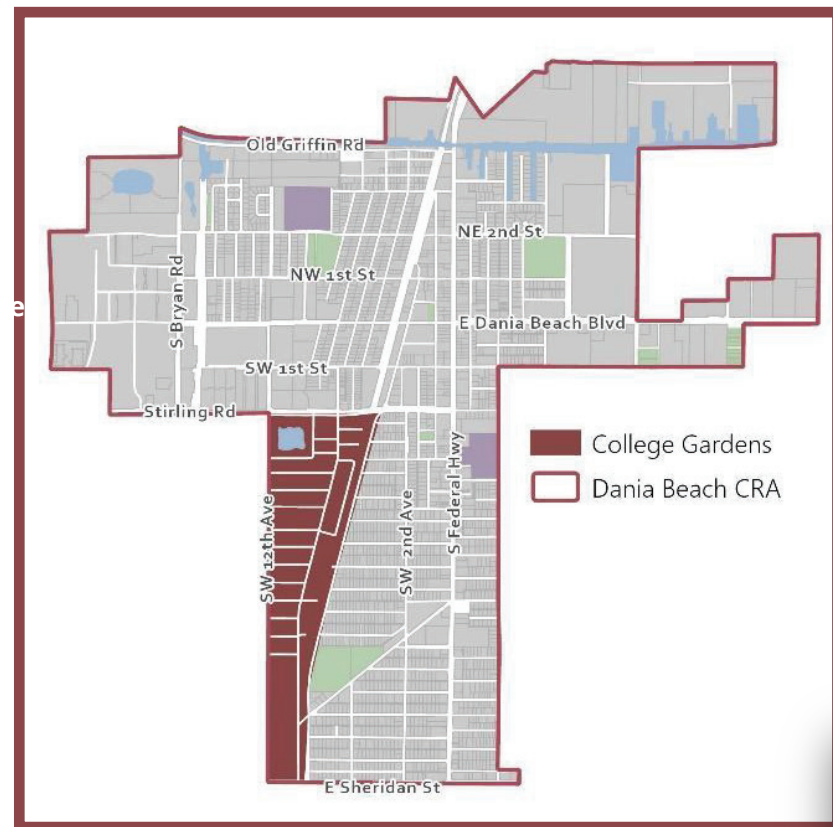 Old Griffin Rd
NE 2nd St
NW 1st St
S Bryan Rd
e
E Dania Beach Blvd
SW 1st St
Stirling Rd
College Gardens
Dania Beach CRA
S Federal Hwy
SW 2nd Ave
SW 12th Ave
E Sheridan St